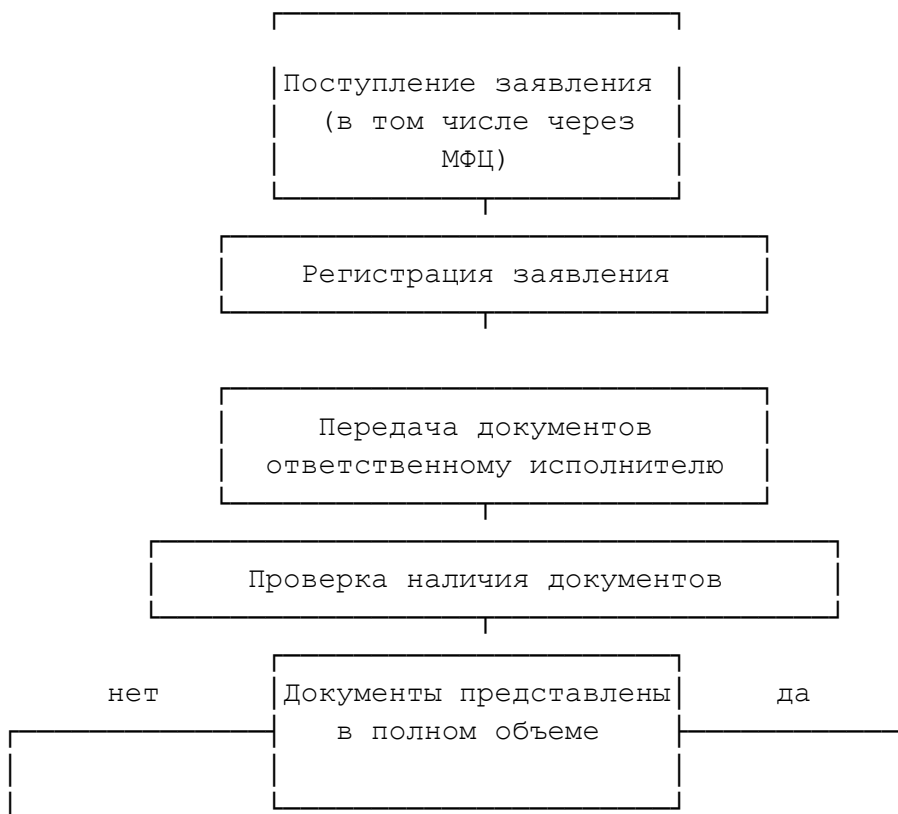 Поступление заявления
(в том числе через
МФЦ)
Регистрация заявления
Передача документов
ответственному исполнителю
Проверка наличия документов
нет
Документы представлены
да
в полном объеме